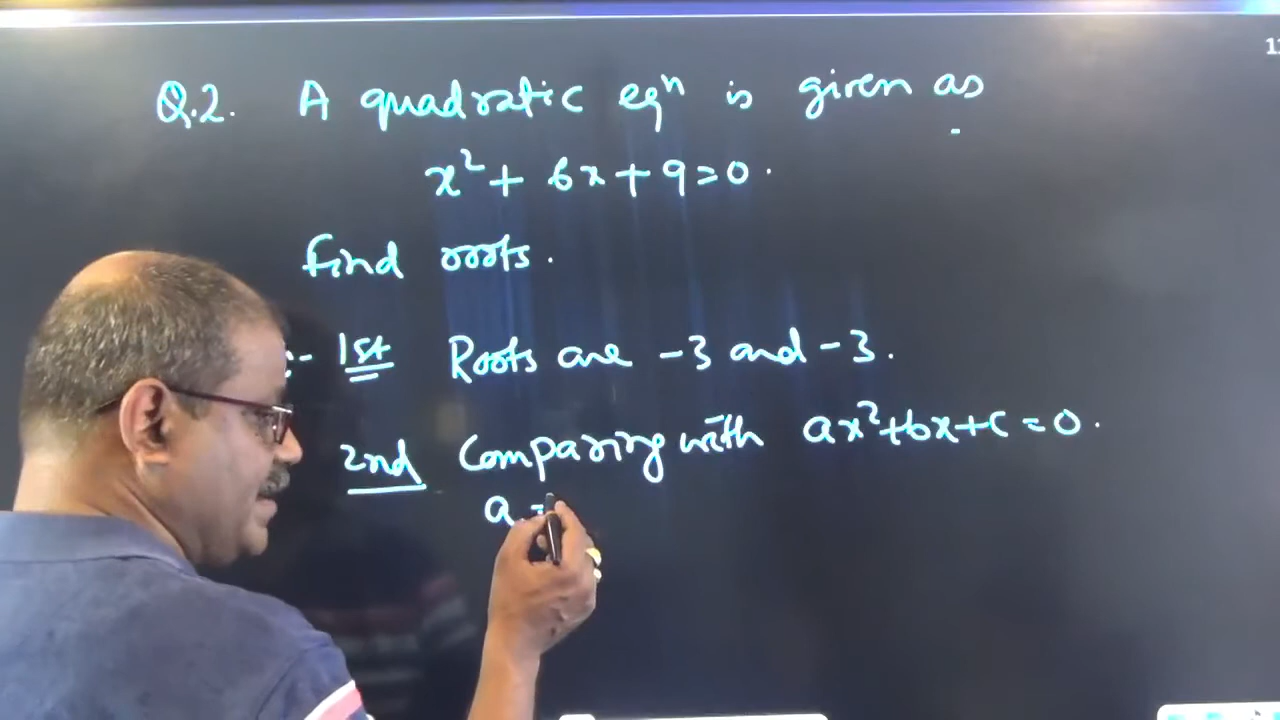 Q.2. A quadratic eqⁿ is given as
x² + 6x + 9 = 0.
find roots.
:- 1st Roots are -3 and -3.
2nd Comparing with ax²+bx+c = 0.
a =